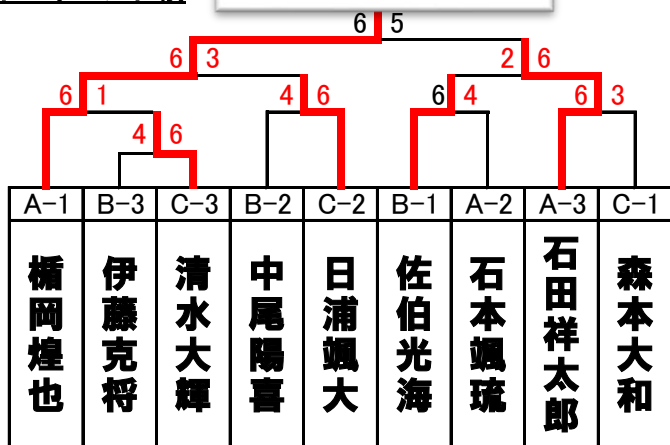 6 5
6 3 2 6
6 1 4 6 6 4 6 3
4 6
A-1 B-3 C-3 B-2 C-2 B-1 A-2 A-3 C-1
楯岡煌也
伊藤克将
清水大輝
中尾陽喜
日浦颯大
佐伯光海
石本颯琉
石田祥太郎
森本大和